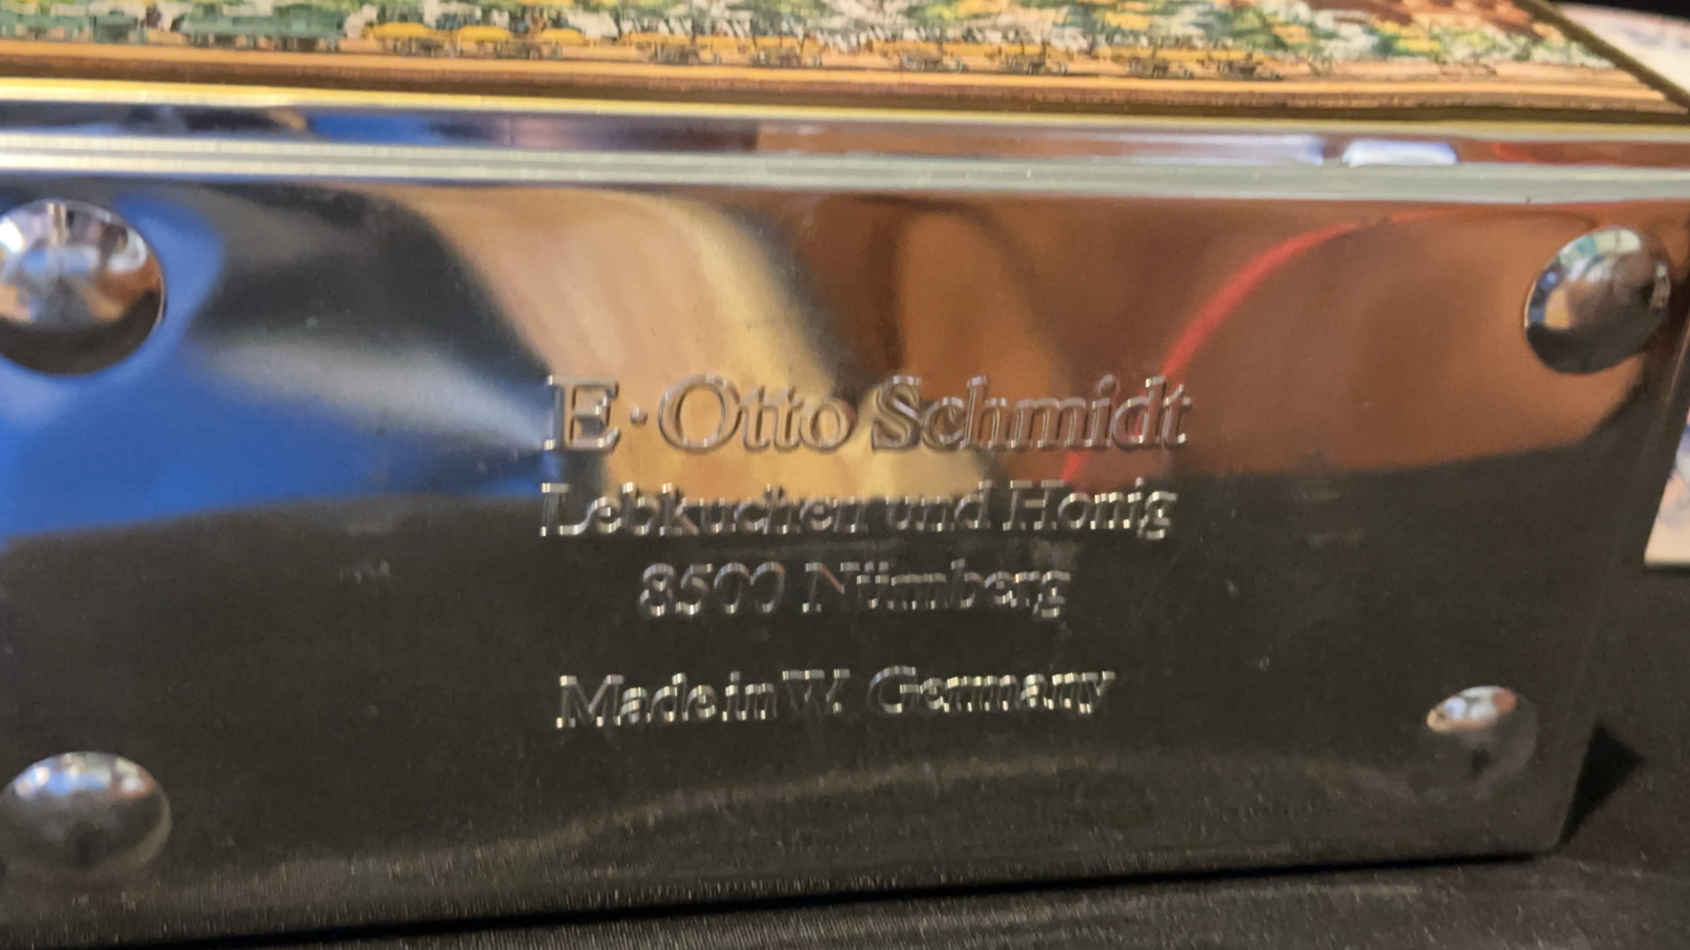 E·Otto Schmidt
Lebkuchen und Honig
8500 Nürnberg
Made in W. Germany